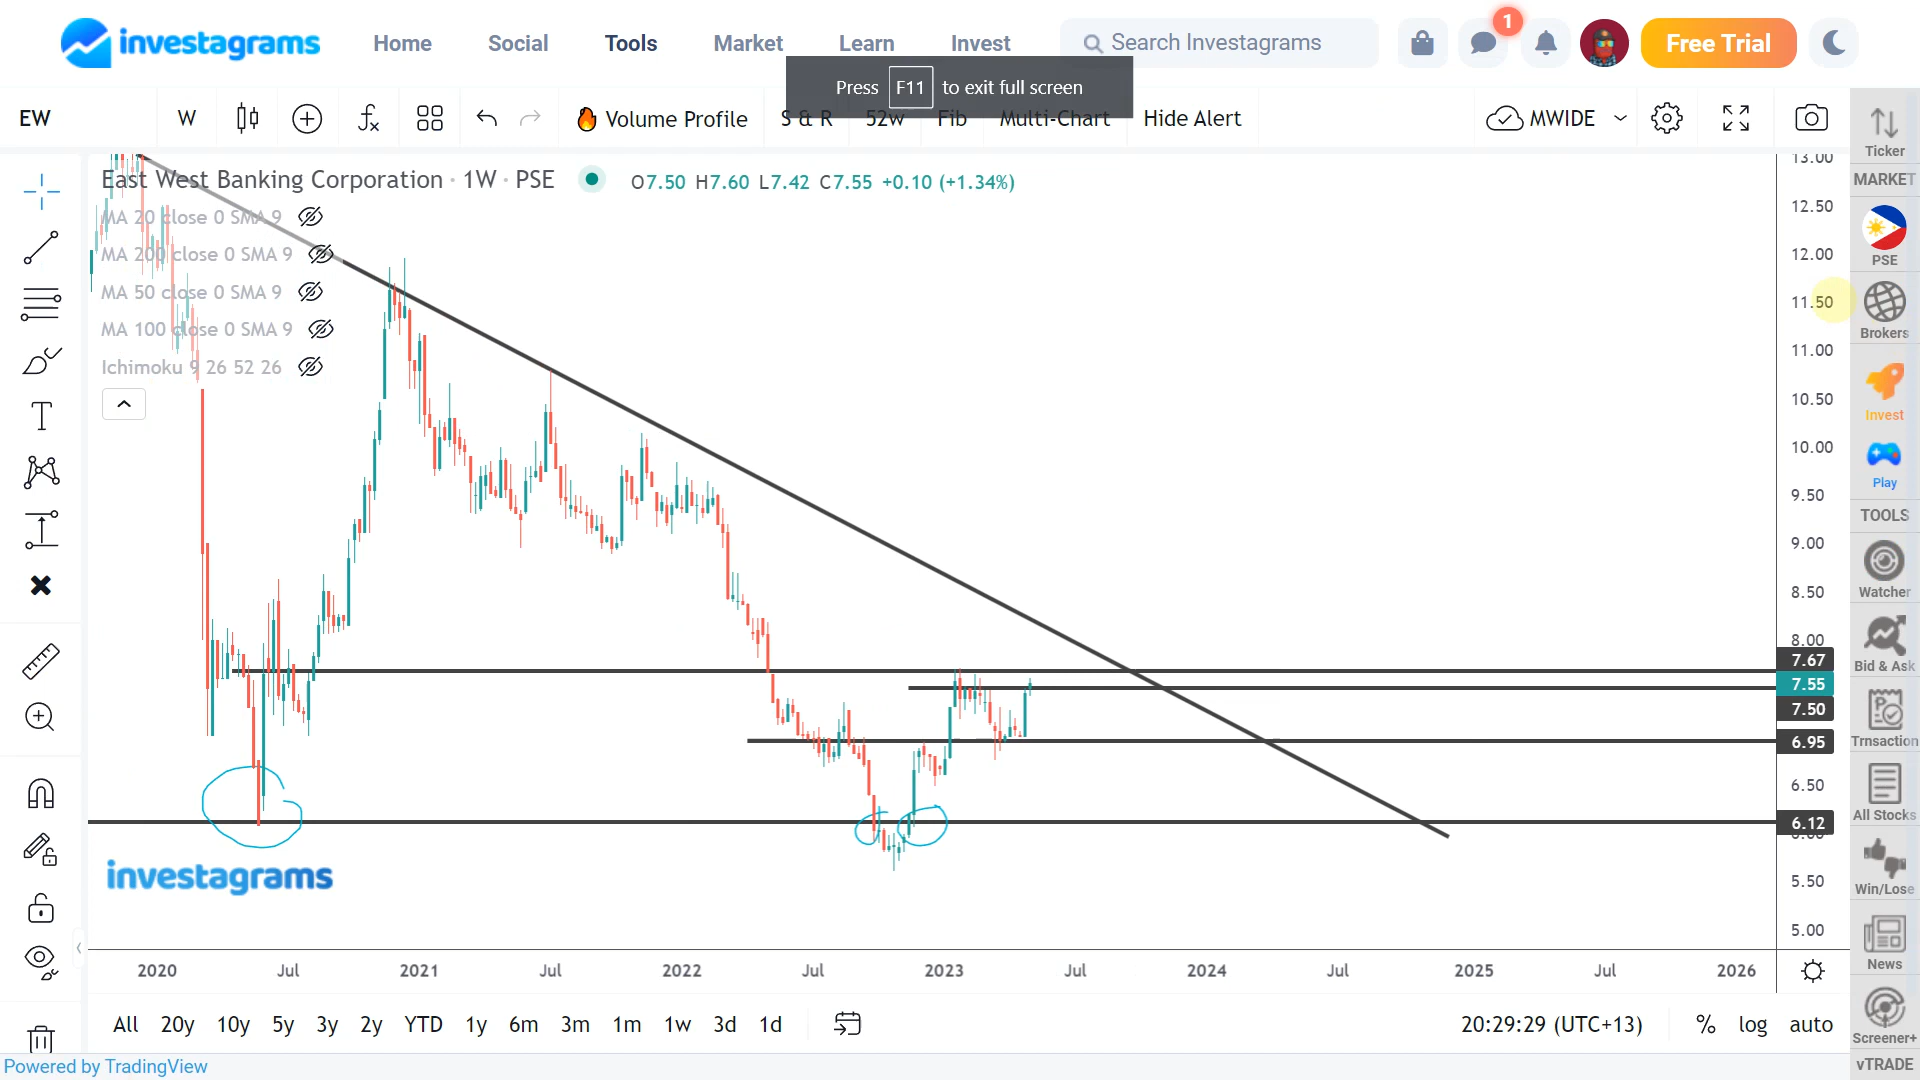 investagrams
Home Social Tools Market Learn Invest
Search Investagrams
1
Free Trial
Press F11 to exit full screen
EW
W
Volume Profile S & R 52w Fib Multi-Chart Hide Alert
MWIDE
East West Banking Corporation · 1W · PSE
O7.50 H7.60 L7.42 C7.55 +0.10 (+1.34%)
MA 20 close 0 SMA 9
MA 200 close 0 SMA 9
MA 50 close 0 SMA 9
MA 100 close 0 SMA 9
Ichimoku 9 26 52 26
13.00
12.50
12.00
11.50
11.00
10.50
10.00
9.50
9.00
8.50
8.00
7.67
7.55
7.50
6.95
6.50
6.12
6.00
5.50
5.00
investagrams
2020 Jul 2021 Jul 2022 Jul 2023 Jul 2024 Jul 2025 Jul 2026
All 20y 10y 5y 3y 2y YTD 1y 6m 3m 1m 1w 3d 1d
20:29:29 (UTC+13) % log auto
Powered by TradingView
Ticker
MARKET
PSE
Brokers
Invest
Play
TOOLS
Watcher
Bid & Ask
Trnsaction
All Stocks
Win/Lose
News
Screener+
vTRADE